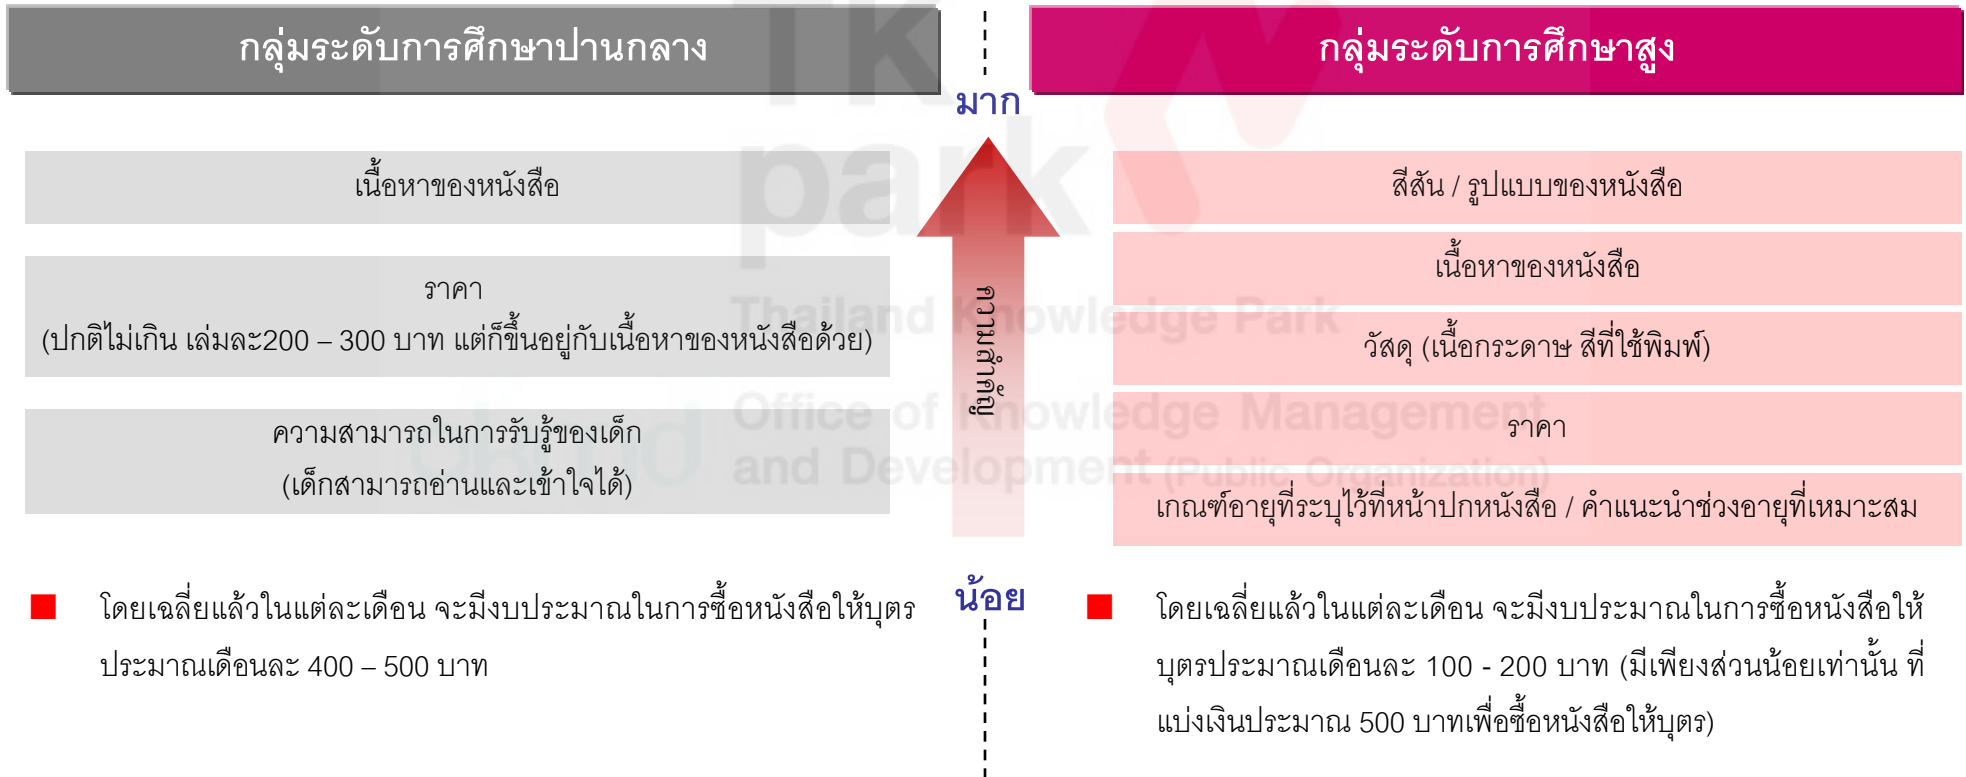 กลุ่มระดับการศึกษาปานกลาง
เนื้อหาของหนังสือ
ราคา
(ปกติไม่เกิน เล่มละ200 – 300 บาท แต่ก็ขึ้นอยู่กับเนื้อหาของหนังสือด้วย)
ความสามารถในการรับรู้ของเด็ก
(เด็กสามารถอ่านและเข้าใจได้)
โดยเฉลี่ยแล้วในแต่ละเดือน จะมีงบประมาณในการซื้อหนังสือให้บุตร
ประมาณเดือนละ 400 – 500 บาท
มาก
ความสำคัญ
น้อย
กลุ่มระดับการศึกษาสูง
สีสัน / รูปแบบของหนังสือ
เนื้อหาของหนังสือ
วัสดุ (เนื้อกระดาษ สีที่ใช้พิมพ์)
ราคา
เกณฑ์อายุที่ระบุไว้ที่หน้าปกหนังสือ / คำแนะนำช่วงอายุที่เหมาะสม
โดยเฉลี่ยแล้วในแต่ละเดือน จะมีงบประมาณในการซื้อหนังสือให้
บุตรประมาณเดือนละ 100 - 200 บาท (มีเพียงส่วนน้อยเท่านั้น ที่
แบ่งเงินประมาณ 500 บาทเพื่อซื้อหนังสือให้บุตร)
TK
park
Thailand Knowledge Park
Office of Knowledge Management
and Development (Public Organization)